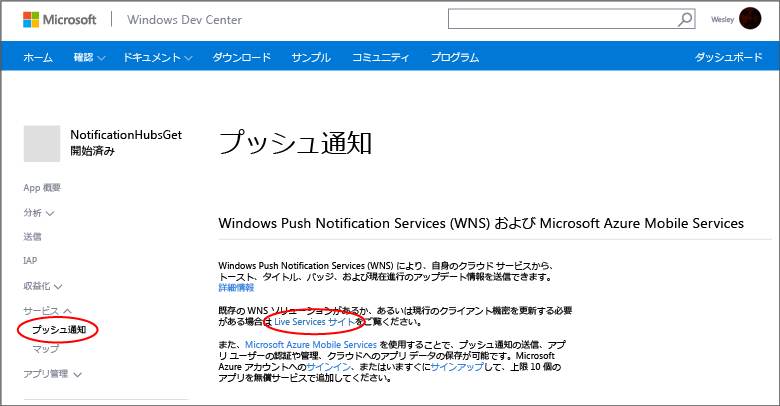 Microsoft Windows Dev Center Wesley
ホーム 確認 ドキュメント ダウンロード サンプル コミュニティ プログラム ダッシュボード
NotificationHubsGet
開始済み
プッシュ通知
App 概要
分析
送信
IAP
収益化
サービス
プッシュ通知
マップ
アプリ管理
Windows Push Notification Services (WNS) および Microsoft Azure Mobile Services
Windows Push Notification Services (WNS) により、自身のクラウド サービスから、
トースト、タイトル、バッジ、および現在進行のアップデート情報を送信できます。
詳細情報
既存の WNS ソリューションがあるか、あるいは現行のクライアント機密を更新する必要
がある場合は Live Services サイトをご覧ください。
また、Microsoft Azure Mobile Services を使用することで、プッシュ通知の送信、アプ
リ ユーザーの認証や管理、クラウドへのアプリ データの保存が可能です。Microsoft
Azure アカウントへのサインイン、またはいますぐにサインアップして、上限 10 個の
アプリを無償サービスで追加してください。